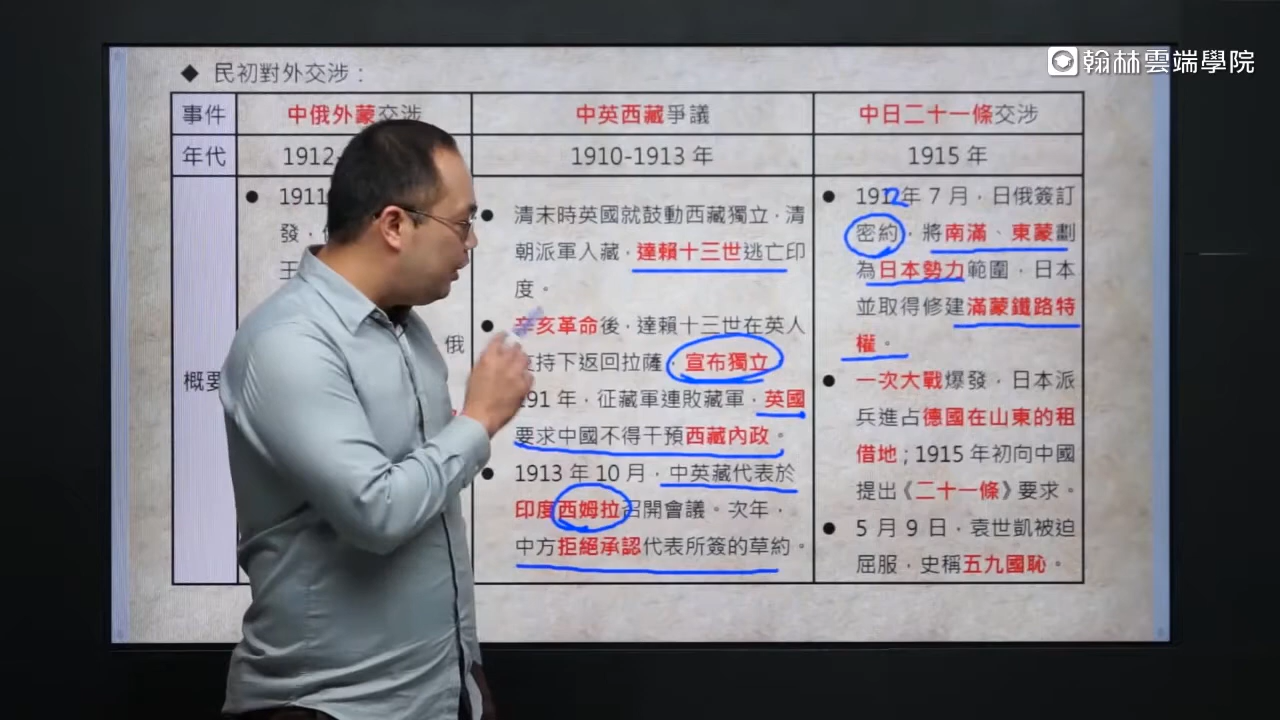 翰林雲端學院
◆ 民初對外交涉：
事件 中俄外蒙交涉 中英西藏爭議 中日二十一條交涉
年代 1912- 1910-1913 年 1915 年
概要
● 1911
發，
王
俄
● 清末時英國就鼓動西藏獨立，清
朝派軍入藏，達賴十三世逃亡印
度。
● 辛亥革命後，達賴十三世在英人
支持下返回拉薩，宣布獨立
191 年，征藏軍連敗藏軍，英國
要求中國不得干預西藏內政。
● 1913 年 10 月，中英藏代表於
印度西姆拉召開會議。次年，
中方拒絕承認代表所簽的草約。
● 1912年 7 月，日俄簽訂
密約，將南滿、東蒙劃
為日本勢力範圍，日本
並取得修建滿蒙鐵路特
權。
● 一次大戰爆發，日本派
兵進占德國在山東的租
借地；1915 年初向中國
提出《二十一條》要求。
● 5 月 9 日，袁世凱被迫
屈服，史稱五九國恥。